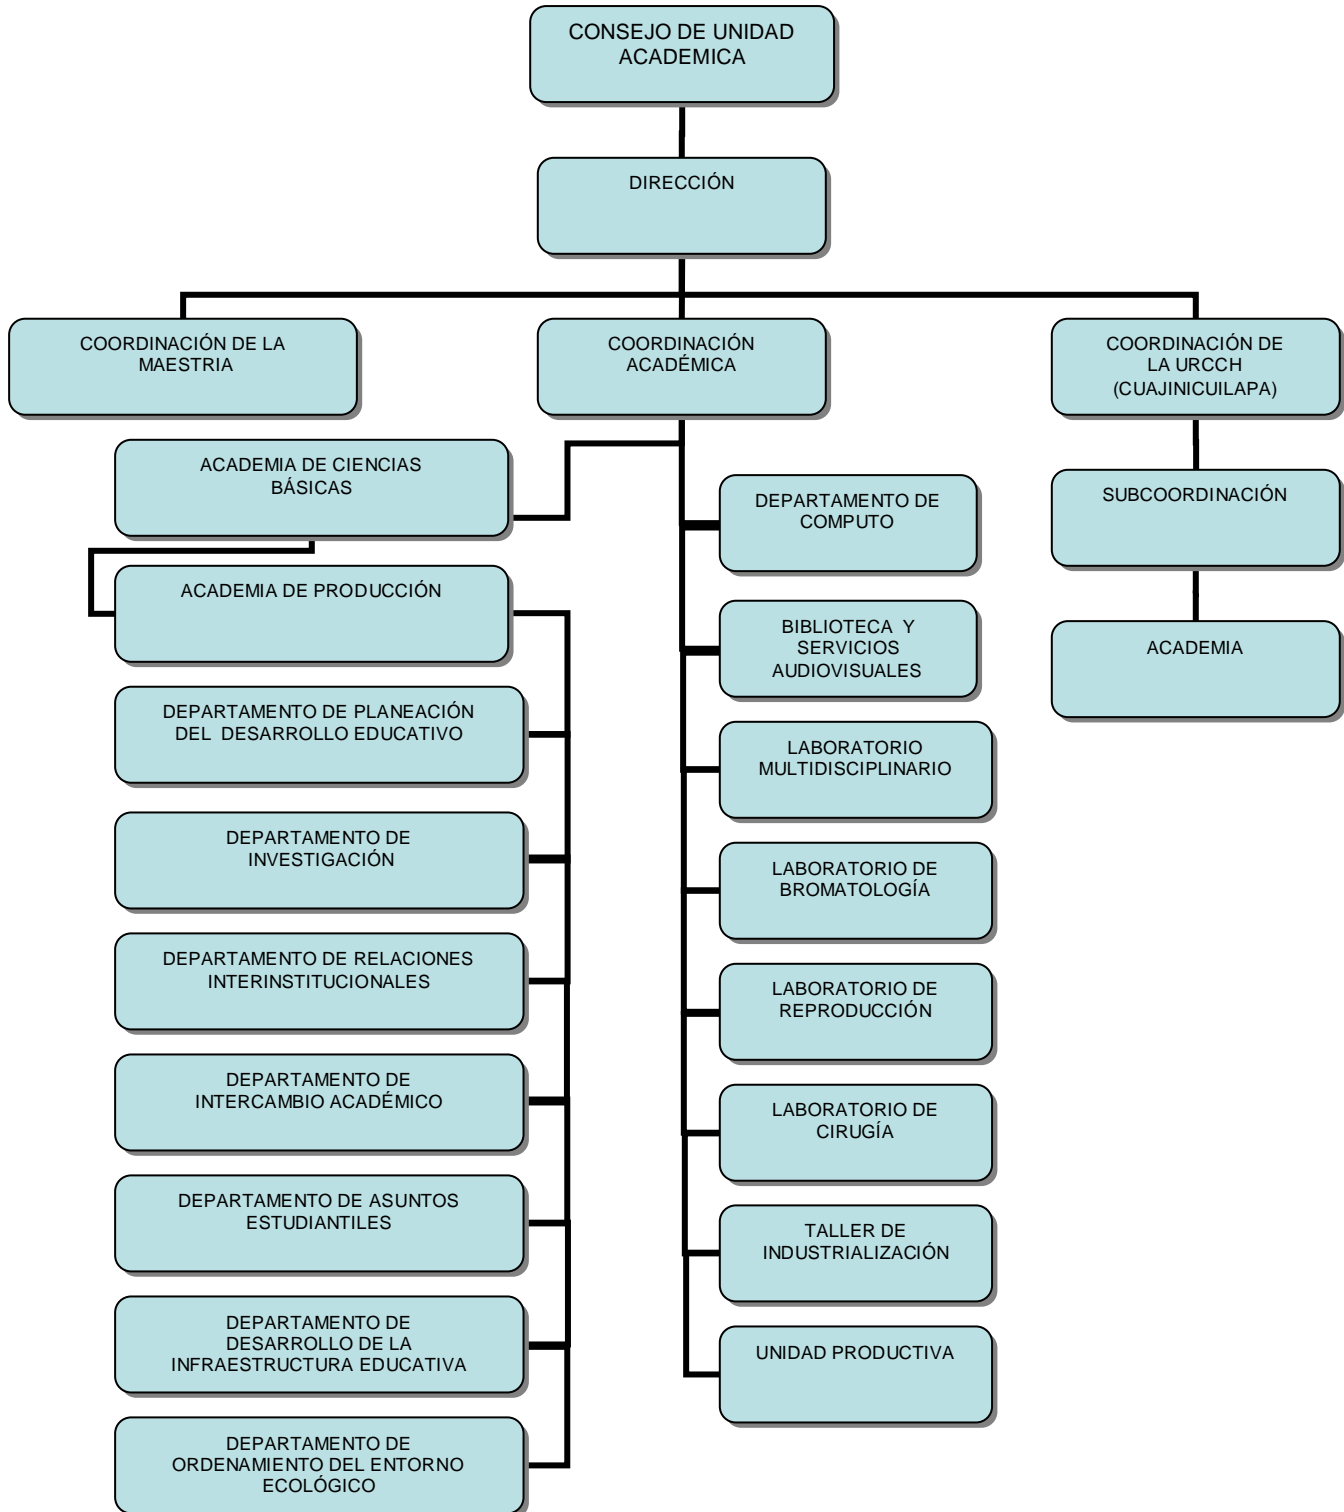 CONSEJO DE UNIDAD
ACADEMICA
DIRECCIÓN
COORDINACIÓN DE LA
MAESTRIA
COORDINACIÓN
ACADÉMICA
COORDINACIÓN DE
LA URCCH
(CUAJINICUILAPA)
ACADEMIA DE CIENCIAS
BÁSICAS
ACADEMIA DE PRODUCCIÓN
DEPARTAMENTO DE PLANEACIÓN
DEL DESARROLLO EDUCATIVO
DEPARTAMENTO DE
INVESTIGACIÓN
DEPARTAMENTO DE RELACIONES
INTERINSTITUCIONALES
DEPARTAMENTO DE
INTERCAMBIO ACADÉMICO
DEPARTAMENTO DE ASUNTOS
ESTUDIANTILES
DEPARTAMENTO DE
DESARROLLO DE LA
INFRAESTRUCTURA EDUCATIVA
DEPARTAMENTO DE
ORDENAMIENTO DEL ENTORNO
ECOLÓGICO
DEPARTAMENTO DE
COMPUTO
BIBLIOTECA Y
SERVICIOS
AUDIOVISUALES
LABORATORIO
MULTIDISCIPLINARIO
LABORATORIO DE
BROMATOLOGÍA
LABORATORIO DE
REPRODUCCIÓN
LABORATORIO DE
CIRUGÍA
TALLER DE
INDUSTRIALIZACIÓN
UNIDAD PRODUCTIVA
SUBCOORDINACIÓN
ACADEMIA